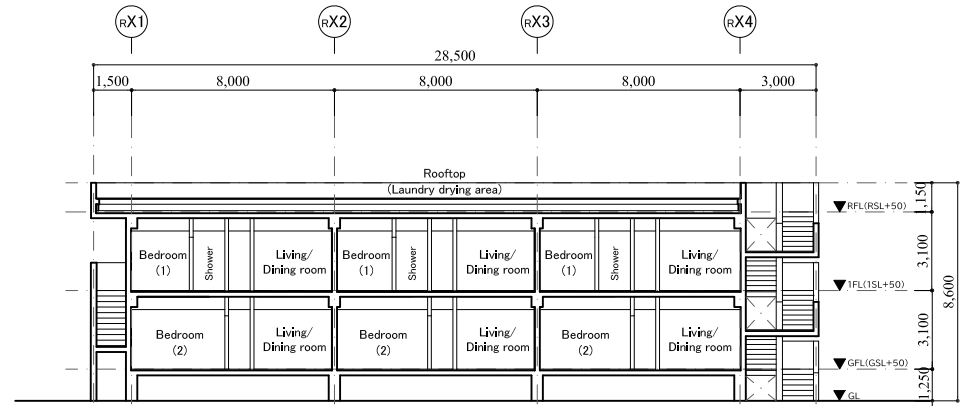 RX1 RX2 RX3 RX4
28,500
1,500 8,000 8,000 8,000 3,000
Rooftop
(Laundry drying area)
1,150
RFL(RSL+50)
Bedroom
(1)
Shower
Living/
Dining room
Bedroom
(1)
Shower
Living/
Dining room
Bedroom
(1)
Shower
Living/
Dining room
3,100
1FL(1SL+50)
8,600
Bedroom
(2)
Living/
Dining room
Bedroom
(2)
Living/
Dining room
Bedroom
(2)
Living/
Dining room
3,100
GFL(GSL+50)
1,250
GL